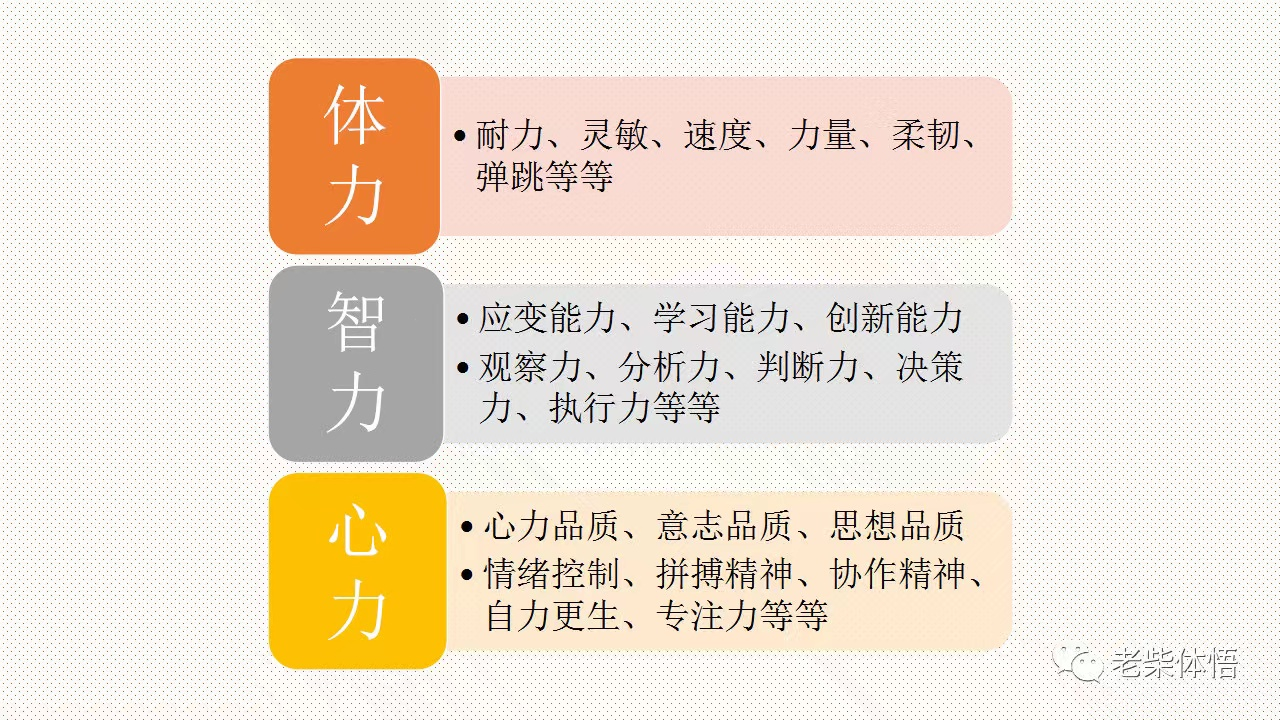 体力
• 耐力、灵敏、速度、力量、柔韧、
弹跳等等
智力
• 应变能力、学习能力、创新能力
• 观察力、分析力、判断力、决策
力、执行力等等
心力
• 心力品质、意志品质、思想品质
• 情绪控制、拼搏精神、协作精神、
自力更生、专注力等等
老柴体悟